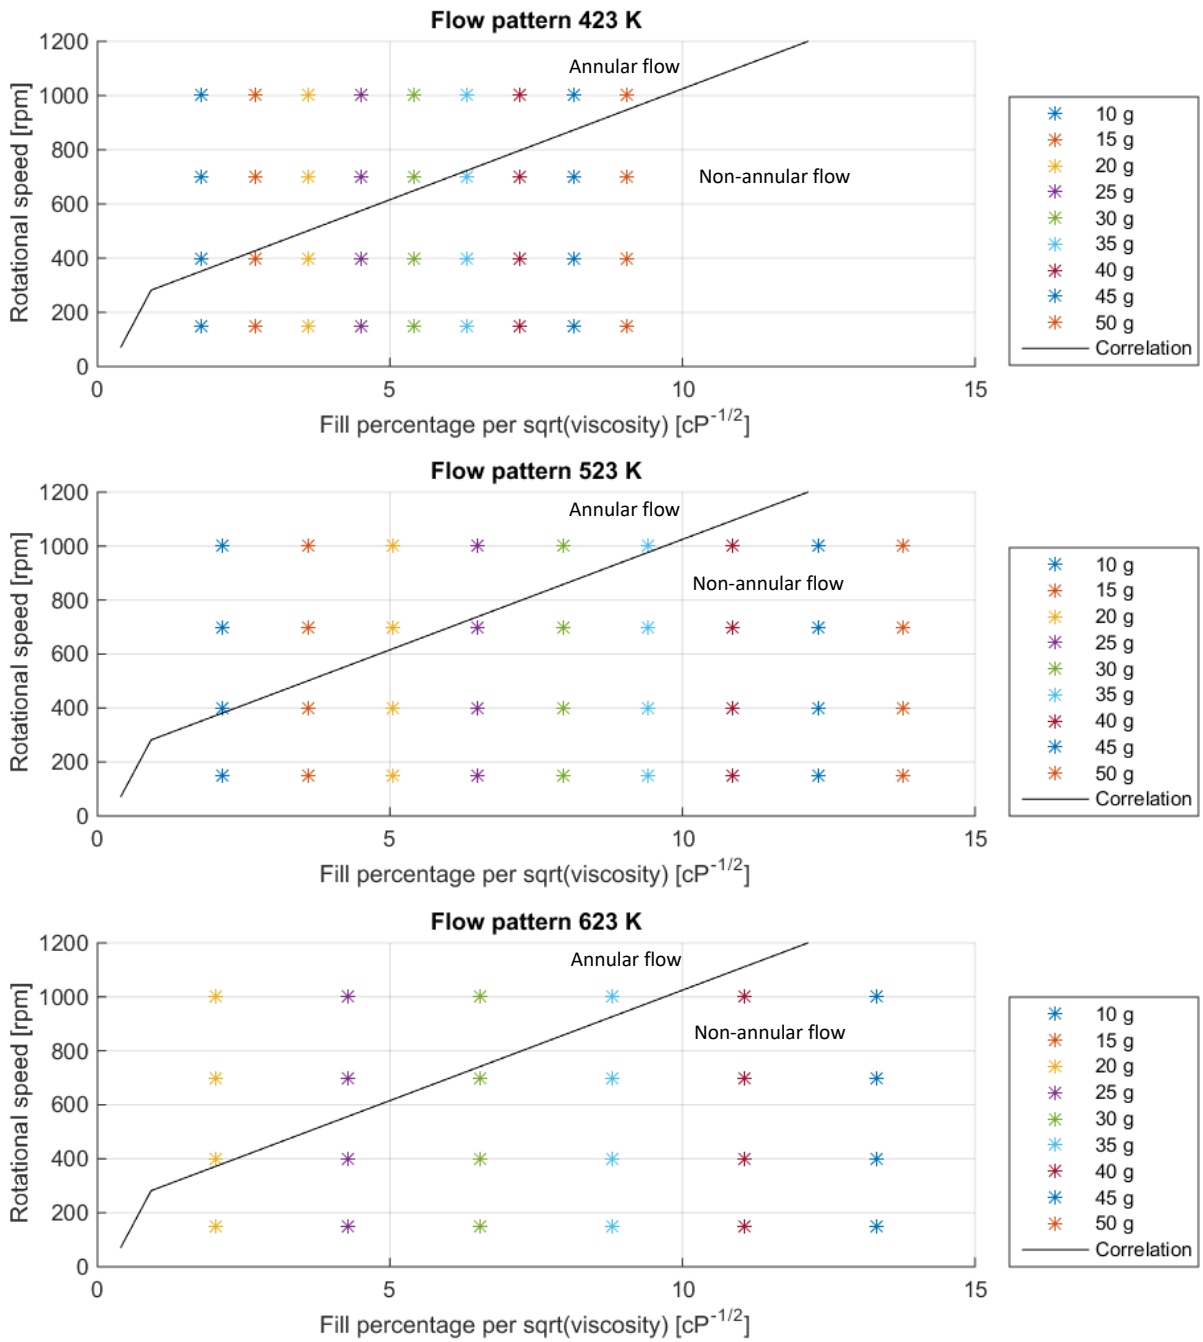 Flow pattern 423 K
1200
1000
800
600
400
200
0
Rotational speed [rpm]
Annular flow
Non-annular flow
0 5 10 15
Fill percentage per sqrt(viscosity) [cP-1/2]
10 g
15 g
20 g
25 g
30 g
35 g
40 g
45 g
50 g
Correlation
Flow pattern 523 K
1200
1000
800
600
400
200
0
Rotational speed [rpm]
Annular flow
Non-annular flow
0 5 10 15
Fill percentage per sqrt(viscosity) [cP-1/2]
10 g
15 g
20 g
25 g
30 g
35 g
40 g
45 g
50 g
Correlation
Flow pattern 623 K
1200
1000
800
600
400
200
0
Rotational speed [rpm]
Annular flow
Non-annular flow
0 5 10 15
Fill percentage per sqrt(viscosity) [cP-1/2]
10 g
15 g
20 g
25 g
30 g
35 g
40 g
45 g
50 g
Correlation